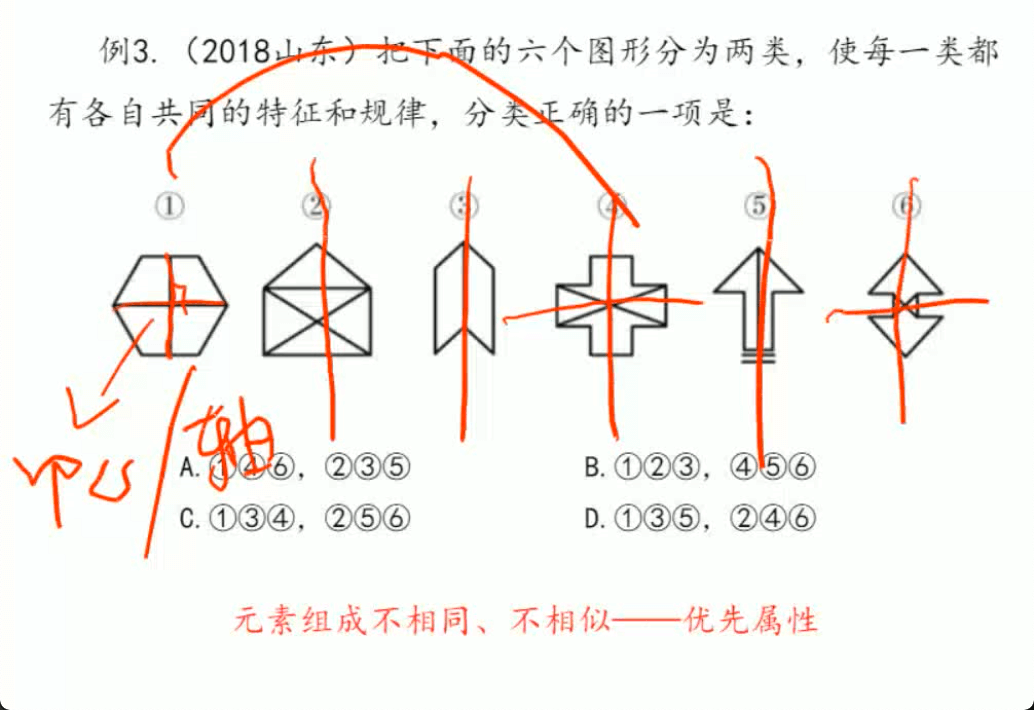 例3.（2018山东）把下面的六个图形分为两类，使每一类都
有各自共同的特征和规律，分类正确的一项是：
① ② ③ ④ ⑤ ⑥
中心/轴
A.①④⑥，②③⑤ B.①②③，④⑤⑥
C.①③④，②⑤⑥ D.①③⑤，②④⑥
元素组成不相同、不相似——优先属性